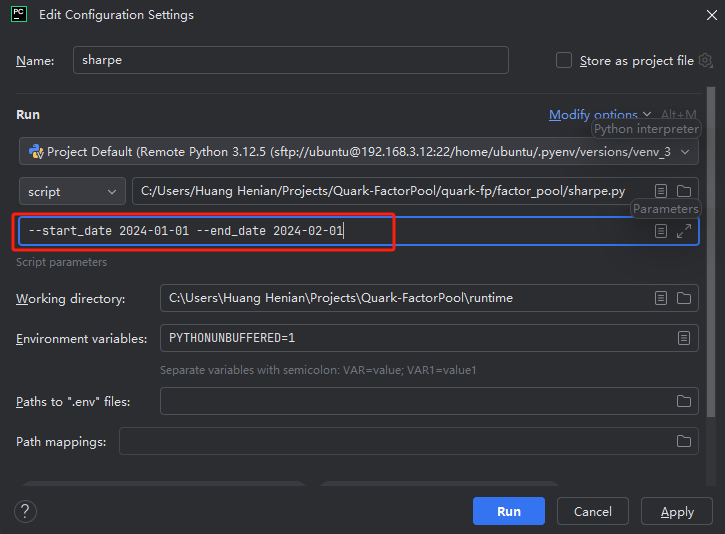 PC
Edit Configuration Settings
Name:
sharpe
Store as project file
Run
Modify options
Alt+M
Python interpreter
Project Default (Remote Python 3.12.5 (sftp://ubuntu@192.168.3.12:22/home/ubuntu/.pyenv/versions/venv_3
script
C:/Users/Huang Henian/Projects/Quark-FactorPool/quark-fp/factor_pool/sharpe.py
Parameters
--start_date 2024-01-01 --end_date 2024-02-01
Script parameters
Working directory:
C:\Users\Huang Henian\Projects\Quark-FactorPool\runtime
Environment variables:
PYTHONUNBUFFERED=1
Separate variables with semicolon: VAR=value; VAR1=value1
Paths to ".env" files:
Path mappings:
?
Run
Cancel
Apply